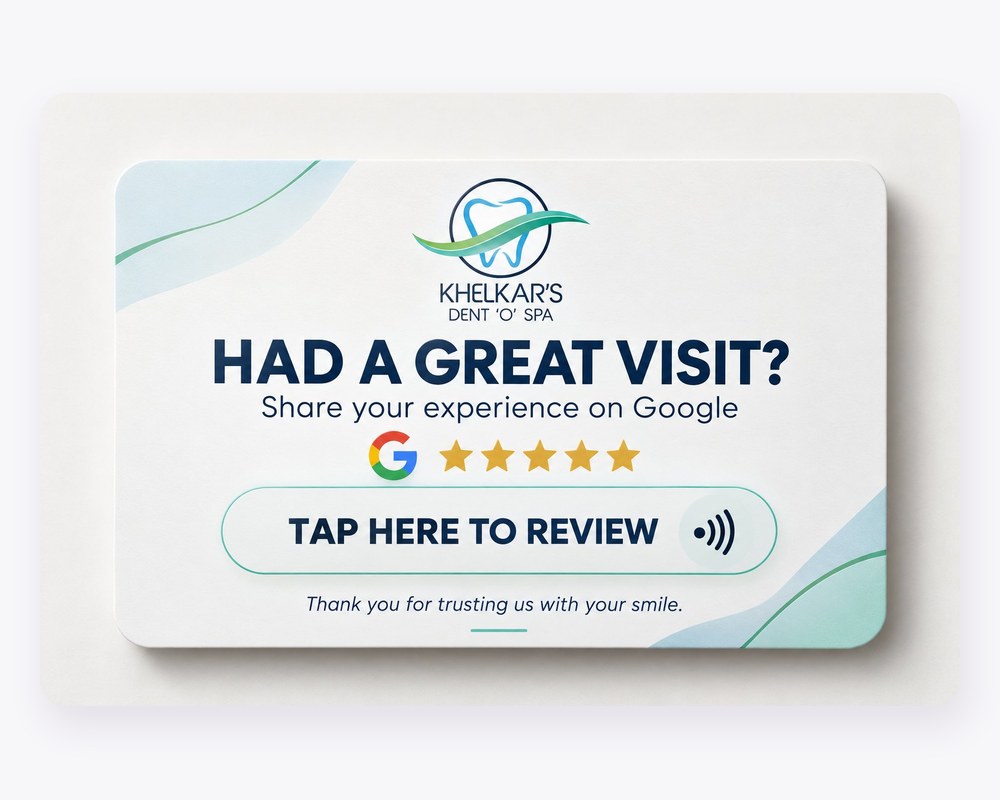 KHELKAR'S
DENT 'O' SPA
HAD A GREAT VISIT?
Share your experience on Google
G
TAP HERE TO REVIEW
Thank you for trusting us with your smile.